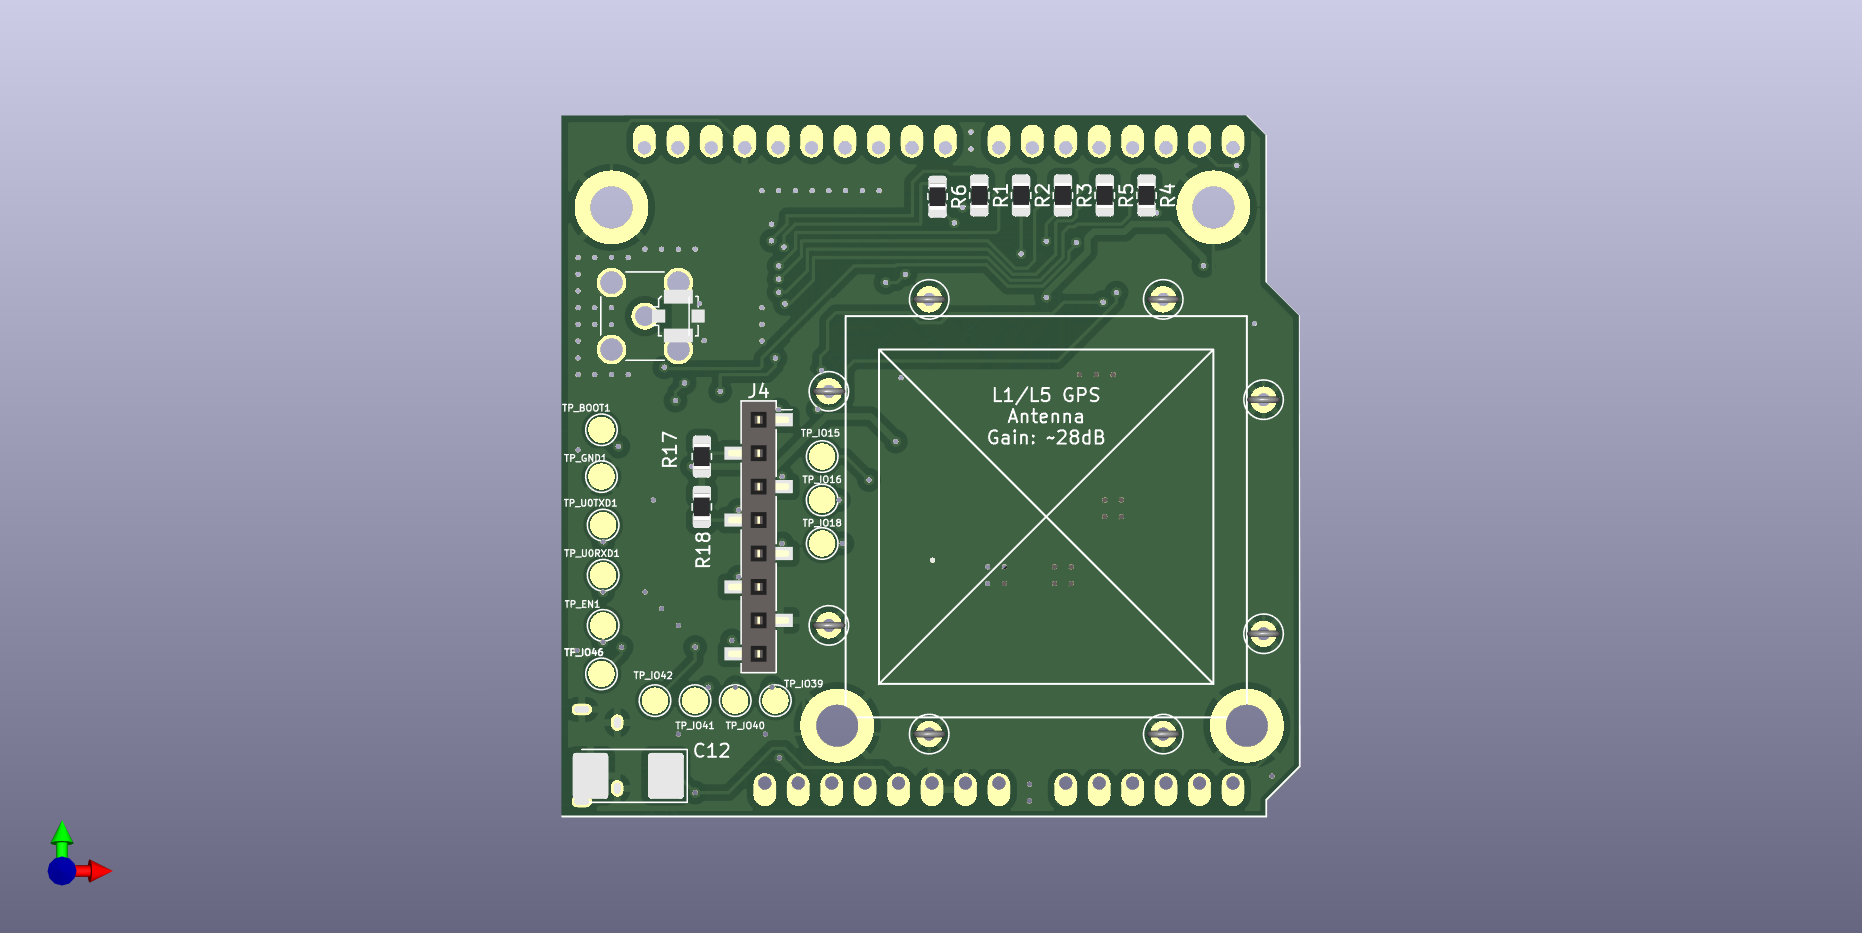 R6
R1
R2
R3
R5
R4
J4
L1/L5 GPS
Antenna
Gain: ~28dB
TP_BOOT1
TP_IO15
R17
TP_GND1
TP_IO16
TP_U0TXD1
TP_IO18
R18
TP_U0RXD1
TP_EN1
TP_IO46
TP_IO42
TP_IO39
TP_IO41
TP_IO40
C12